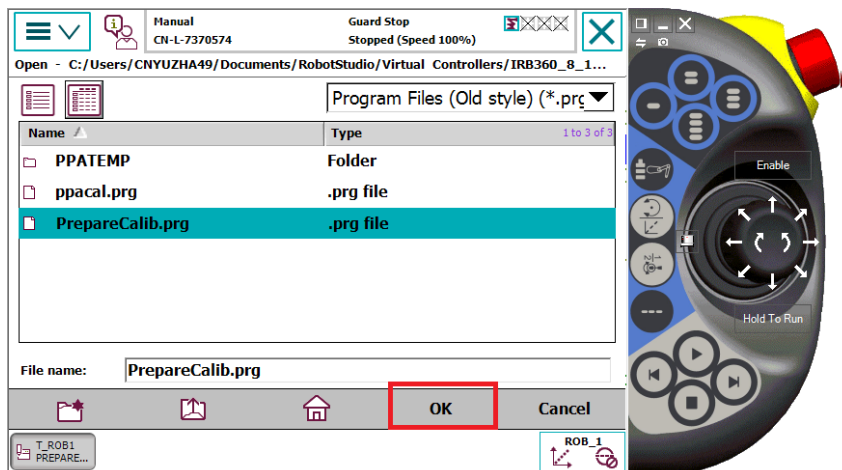 Manual
CN-L-7370574
Guard Stop
Stopped (Speed 100%)
Open - C:/Users/CNYUZHA49/Documents/RobotStudio/Virtual Controllers/IRB360_8_1...
Program Files (Old style) (*.prg
Name
Type
1 to 3 of 3
PPATEMP
Folder
ppacal.prg
.prg file
PrepareCalib.prg
.prg file
File name:
PrepareCalib.prg
OK
Cancel
T_ROB1
PREPARE...
ROB_1
Enable
Hold To Run